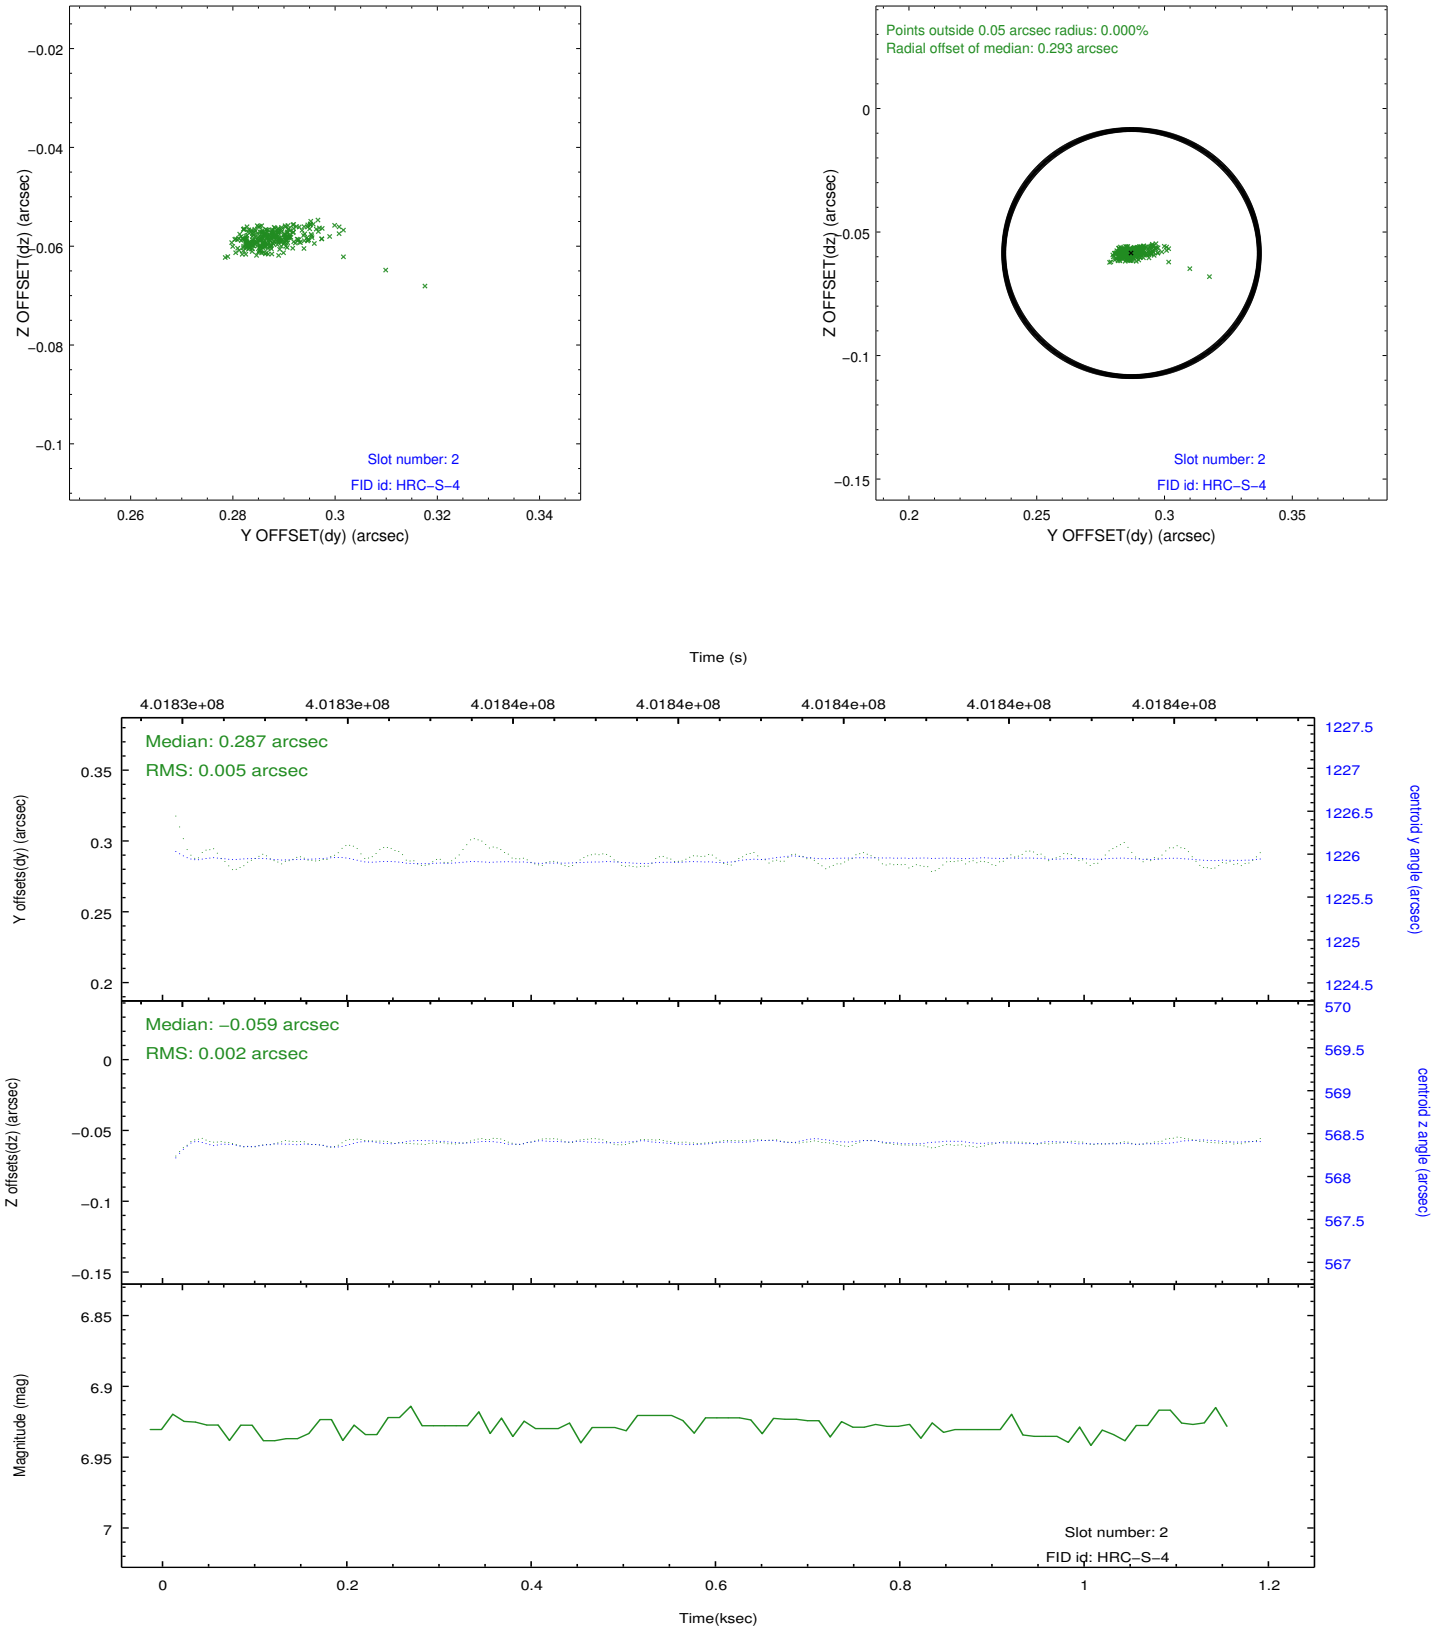 −0.02
−0.04
−0.06
−0.08
−0.1
Z OFFSET(dz) (arcsec)
Slot number: 2
FID id: HRC−S−4
0.26
0.28
0.3
0.32
0.34
Y OFFSET(dy) (arcsec)
Points outside 0.05 arcsec radius: 0.000%
Radial offset of median: 0.293 arcsec
0
−0.05
−0.1
−0.15
Z OFFSET(dz) (arcsec)
Slot number: 2
FID id: HRC−S−4
0.2
0.25
0.3
0.35
Y OFFSET(dy) (arcsec)
Time (s)
4.0183e+08
4.0183e+08
4.0184e+08
4.0184e+08
4.0184e+08
4.0184e+08
4.0184e+08
Median: 0.287 arcsec
RMS: 0.005 arcsec
0.35
0.3
0.25
0.2
Y offsets(dy) (arcsec)
1227.5
1227
1226.5
1226
1225.5
1225
1224.5
centroid y angle (arcsec)
Median: −0.059 arcsec
RMS: 0.002 arcsec
0
−0.05
−0.1
−0.15
Z offsets(dz) (arcsec)
570
569.5
569
568.5
568
567.5
567
centroid z angle (arcsec)
6.85
6.9
6.95
7
Magnitude (mag)
Slot number: 2
FID id: HRC−S−4
0
0.2
0.4
0.6
0.8
1
1.2
Time(ksec)